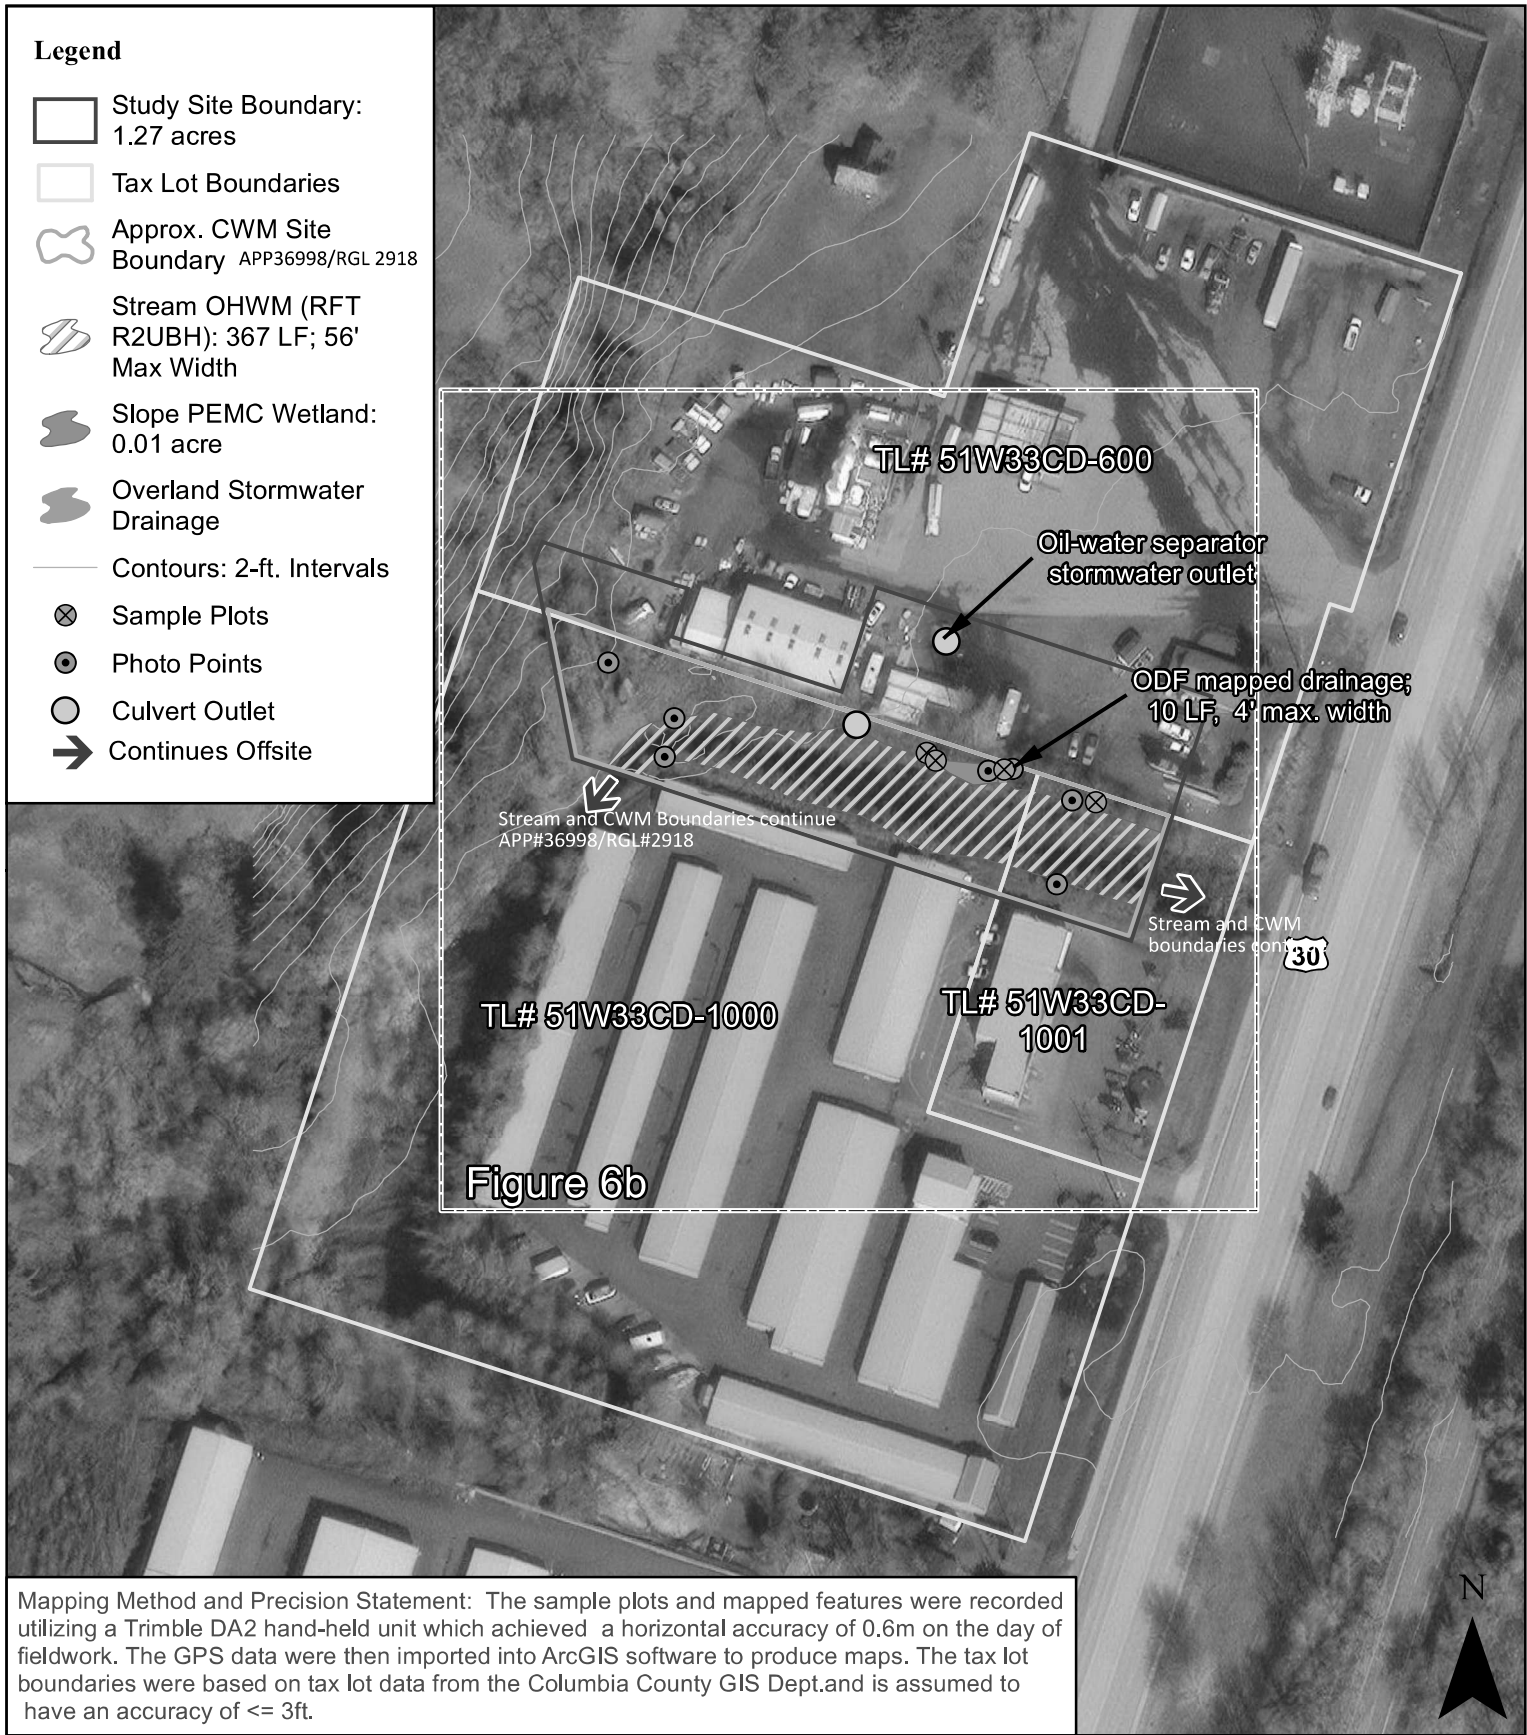 Legend
Study Site Boundary:
1.27 acres
Tax Lot Boundaries
Approx. CWM Site
Boundary APP36998/RGL 2918
Stream OHWM (RFT
R2UBH): 367 LF; 56'
Max Width
Slope PEMC Wetland:
0.01 acre
Overland Stormwater
Drainage
Contours: 2-ft. Intervals
Sample Plots
Photo Points
Culvert Outlet
Continues Offsite
TL# 51W33CD-600
Oil-water separator
stormwater outlet
ODF mapped drainage;
10 LF, 4' max. width
Stream and CWM Boundaries continue
APP#36998/RGL#2918
Stream and CWM
boundaries cont
30
TL# 51W33CD-1000
TL# 51W33CD-
1001
Figure 6b
N
Mapping Method and Precision Statement: The sample plots and mapped features were recorded
utilizing a Trimble DA2 hand-held unit which achieved a horizontal accuracy of 0.6m on the day of
fieldwork. The GPS data were then imported into ArcGIS software to produce maps. The tax lot
boundaries were based on tax lot data from the Columbia County GIS Dept.and is assumed to
have an accuracy of <= 3ft.